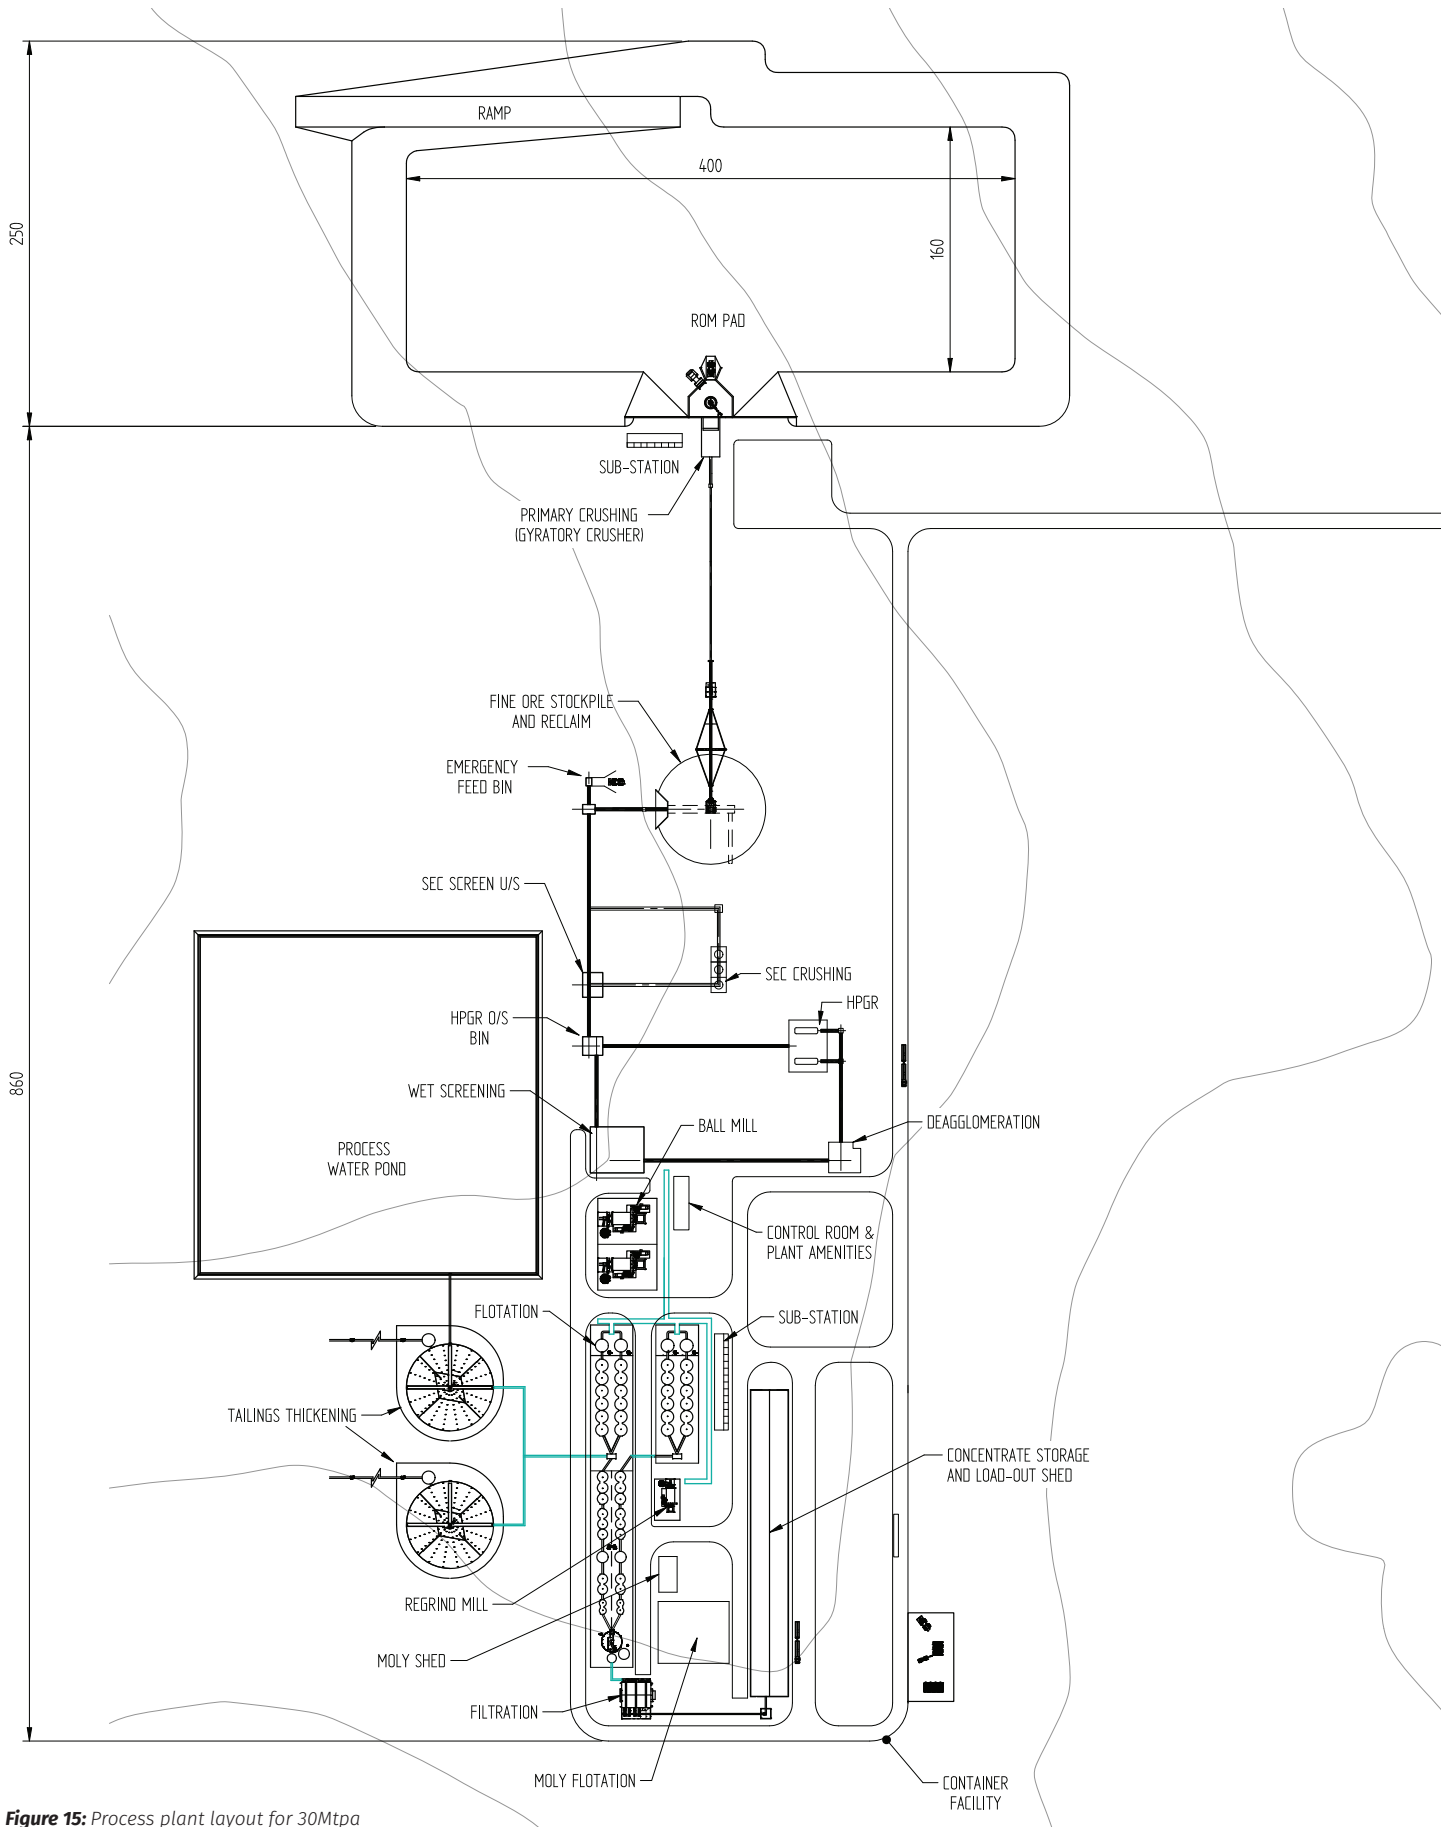 RAMP
400
250
160
ROM PAD
SUB-STATION
PRIMARY CRUSHING
(GYRATORY CRUSHER)
FINE ORE STOCKPILE
AND RECLAIM
EMERGENCY
FEED BIN
SEC SCREEN U/S
SEC CRUSHING
HPGR
HPGR O/S
BIN
860
WET SCREENING
BALL MILL
DEAGGLOMERATION
PROCESS
WATER POND
CONTROL ROOM &
PLANT AMENITIES
FLOTATION
SUB-STATION
TAILINGS THICKENING
CONCENTRATE STORAGE
AND LOAD-OUT SHED
REGRIND MILL
MOLY SHED
FILTRATION
MOLY FLOTATION
CONTAINER
FACILITY
Figure 15: Process plant layout for 30Mtpa